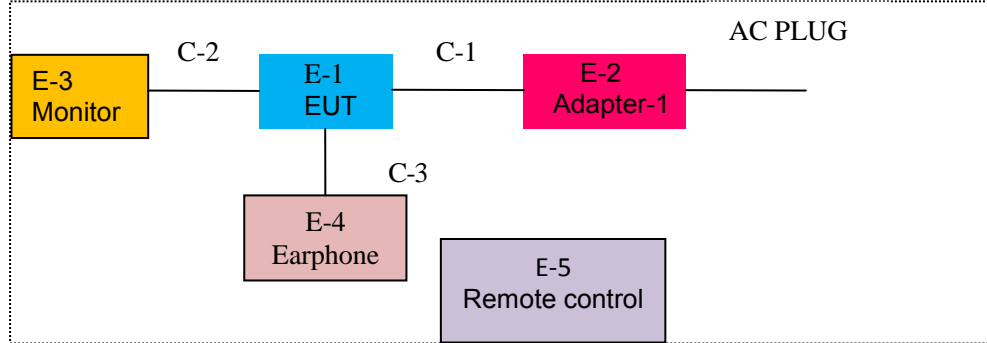 AC PLUG
C-2
C-1
E-3
Monitor
E-1
EUT
E-2
Adapter-1
C-3
E-4
Earphone
E-5
Remote control